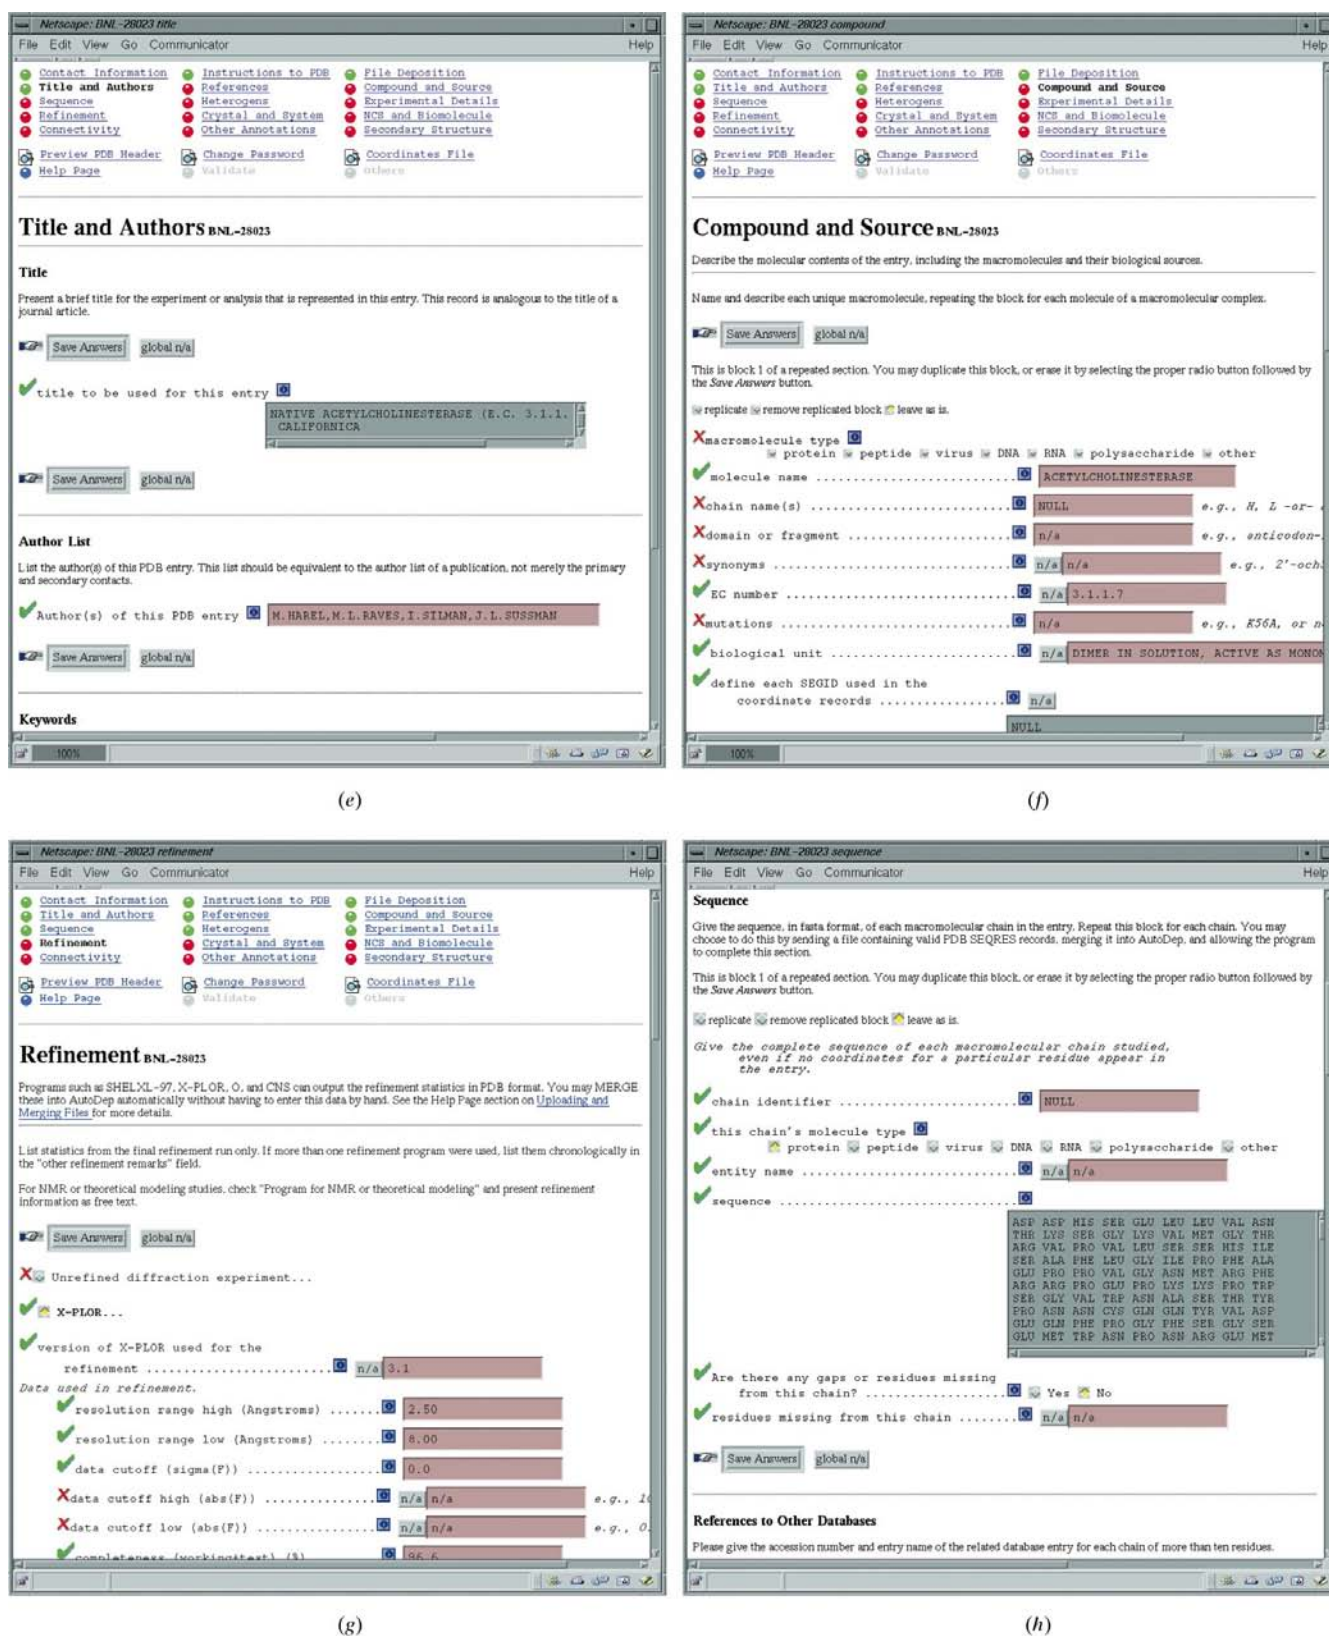 Netscape: BNL-28023 title
File Edit View Go Communicator Help
Contact Information Instructions to PDB File Deposition
Title and Authors References Compound and Source
Sequence Heterogens Experimental Details
Refinement Crystal and System NCS and Biomolecule
Connectivity Other Annotations Secondary Structure
Preview PDB Header Change Password Coordinates File
Help Page Validate Others
Title and Authors BNL-28023
Title
Present a brief title for the experiment or analysis that is represented in this entry. This record is analogous to the title of a
journal article.
Save Answers global n/a
title to be used for this entry
NATIVE ACETYLCHOLINESTERASE (E.C. 3.1.1.
CALIFORNICA
Save Answers global n/a
Author List
List the author(s) of this PDB entry. This list should be equivalent to the author list of a publication, not merely the primary
and secondary contacts.
Author(s) of this PDB entry M.HAREL,M.L.RAVES,I.SILMAN,J.L.SUSSMAN
Save Answers global n/a
Keywords
100%
(e)
Netscape: BNL-28023 compound
File Edit View Go Communicator Help
Contact Information Instructions to PDB File Deposition
Title and Authors References Compound and Source
Sequence Heterogens Experimental Details
Refinement Crystal and System NCS and Biomolecule
Connectivity Other Annotations Secondary Structure
Preview PDB Header Change Password Coordinates File
Help Page Validate Others
Compound and Source BNL-28023
Describe the molecular contents of the entry, including the macromolecules and their biological sources.
Name and describe each unique macromolecule, repeating the block for each molecule of a macromolecular complex.
Save Answers global n/a
This is block 1 of a repeated section. You may duplicate this block, or erase it by selecting the proper radio button followed by
the Save Answers button.
replicate remove replicated block leave as is.
macromolecule type
protein peptide virus DNA RNA polysaccharide other
molecule name ......................... ACETYLCHOLINESTERASE
chain name(s) ......................... NULL e.g., H, L -or-
domain or fragment ..................... n/a e.g., anticodon-
synonyms .............................. n/a n/a e.g., 2'-och
EC number ............................. n/a 3.1.1.7
mutations ............................. n/a e.g., K56A, or n
biological unit ........................ n/a DIMER IN SOLUTION, ACTIVE AS MONO
define each SEGID used in the
coordinate records ................ n/a
NULL
100%
(f)
Netscape: BNL-28023 refinement
File Edit View Go Communicator Help
Contact Information Instructions to PDB File Deposition
Title and Authors References Compound and Source
Sequence Heterogens Experimental Details
Refinement Crystal and System NCS and Biomolecule
Connectivity Other Annotations Secondary Structure
Preview PDB Header Change Password Coordinates File
Help Page Validate Others
Refinement BNL-28023
Programs such as SHELXL-97, X-PLOR, O, and CNS can output the refinement statistics in PDB format. You may MERGE
these into AutoDep automatically without having to enter this data by hand. See the Help Page section on Uploading and
Merging Files for more details.
List statistics from the final refinement run only. If more than one refinement program were used, list them chronologically in
the "other refinement remarks" field.
For NMR or theoretical modeling studies, check "Program for NMR or theoretical modeling" and present refinement
information as free text.
Save Answers global n/a
Unrefined diffraction experiment...
X-PLOR...
version of X-PLOR used for the
refinement ........................ n/a 3.1
Data used in refinement.
resolution range high (Angstroms) ....... 2.50
resolution range low (Angstroms) ........ 8.00
data cutoff (sigma(F)) ................. 0.0
data cutoff high (abs(F)) .............. n/a n/a e.g., 10
data cutoff low (abs(F)) ............... n/a n/a e.g., 0.
completeness (working+test) (%) 96.6
(g)
Netscape: BNL-28023 sequence
File Edit View Go Communicator Help
Sequence
Give the sequence, in fasta format, of each macromolecular chain in the entry. Repeat this block for each chain. You may
choose to do this by sending a file containing valid PDB SEQRES records, merging it into AutoDep, and allowing the program
to complete this section.
This is block 1 of a repeated section. You may duplicate this block, or erase it by selecting the proper radio button followed by
the Save Answers button.
replicate remove replicated block leave as is.
Give the complete sequence of each macromolecular chain studied,
even if no coordinates for a particular residue appear in
the entry.
chain identifier .......................... NULL
this chain's molecule type
protein peptide virus DNA RNA polysaccharide other
entity name ........................... n/a n/a
sequence ..............................
ASP ASP HIS SER GLU LEU LEU VAL ASN
THR LYS SER GLY LYS VAL MET GLY THR
ARG VAL PRO VAL LEU SER SER HIS ILE
SER ALA PHE LEU GLY ILE PRO PHE ALA
GLU PRO PRO VAL GLY ASN MET ARG PHE
ARG ARG PRO GLU PRO LYS LYS PRO TRP
SER GLY VAL TRP ASN ALA SER THR TYR
PRO ASN ASN CYS GLN GLN TYR VAL ASP
GLU GLN PHE PRO GLY PHE SER GLY SER
GLU MET TRP ASN PRO ASN ARG GLU MET
Are there any gaps or residues missing
from this chain? ................. Yes No
residues missing from this chain ....... n/a n/a
Save Answers global n/a
References to Other Databases
Please give the accession number and entry name of the related database entry for each chain of more than ten residues.
(h)